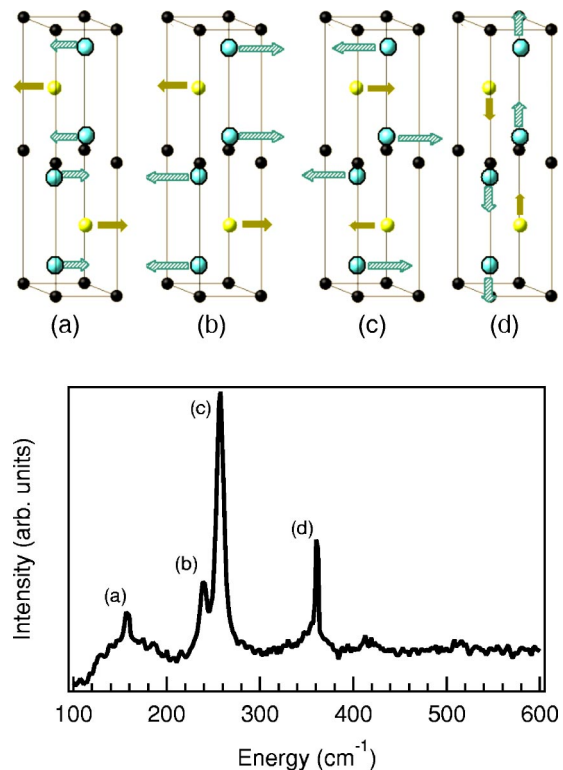 (a) (b) (c) (d)
(c)
(d)
(b)
(a)
Intensity (arb. units)
100 200 300 400 500 600
Energy (cm⁻¹)